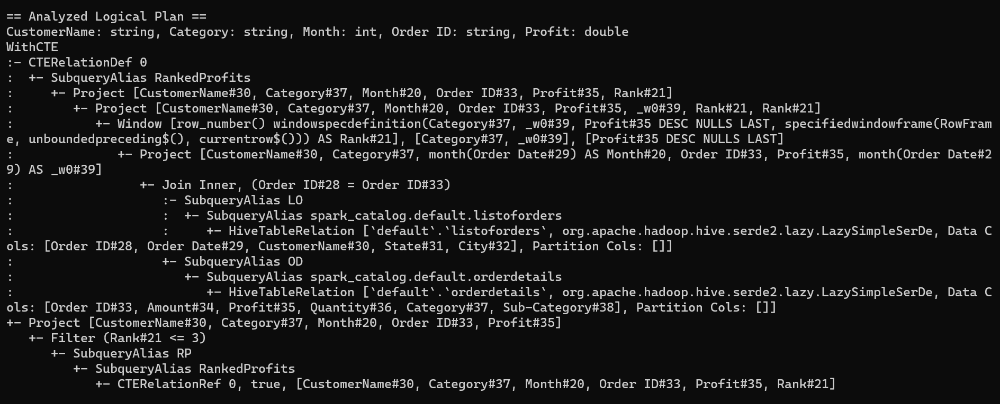 == Analyzed Logical Plan ==
CustomerName: string, Category: string, Month: int, Order ID: string, Profit: double
WithCTE
:- CTERelationDef 0
:  +- SubqueryAlias RankedProfits
:     +- Project [CustomerName#30, Category#37, Month#20, Order ID#33, Profit#35, Rank#21]
:        +- Project [CustomerName#30, Category#37, Month#20, Order ID#33, Profit#35, _w0#39, Rank#21, Rank#21]
:           +- Window [row_number() windowspecdefinition(Category#37, _w0#39, Profit#35 DESC NULLS LAST, specifiedwindowframe(RowFram
e, unboundedpreceding$(), currentrow$())) AS Rank#21], [Category#37, _w0#39], [Profit#35 DESC NULLS LAST]
:              +- Project [CustomerName#30, Category#37, month(Order Date#29) AS Month#20, Order ID#33, Profit#35, month(Order Date#2
9) AS _w0#39]
:                 +- Join Inner, (Order ID#28 = Order ID#33)
:                    :- SubqueryAlias LO
:                    :  +- SubqueryAlias spark_catalog.default.listoforders
:                    :     +- HiveTableRelation [`default`.`listoforders`, org.apache.hadoop.hive.serde2.lazy.LazySimpleSerDe, Data C
ols: [Order ID#28, Order Date#29, CustomerName#30, State#31, City#32], Partition Cols: []]
:                    +- SubqueryAlias OD
:                       +- SubqueryAlias spark_catalog.default.orderdetails
:                          +- HiveTableRelation [`default`.`orderdetails`, org.apache.hadoop.hive.serde2.lazy.LazySimpleSerDe, Data C
ols: [Order ID#33, Amount#34, Profit#35, Quantity#36, Category#37, Sub-Category#38], Partition Cols: []]
+- Project [CustomerName#30, Category#37, Month#20, Order ID#33, Profit#35]
   +- Filter (Rank#21 <= 3)
      +- SubqueryAlias RP
         +- SubqueryAlias RankedProfits
            +- CTERelationRef 0, true, [CustomerName#30, Category#37, Month#20, Order ID#33, Profit#35, Rank#21]